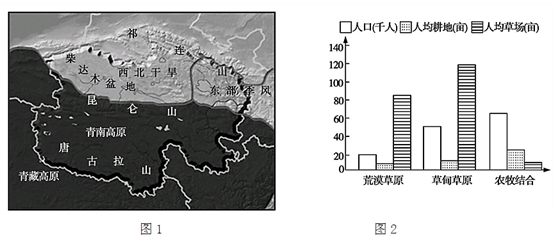 祁连山
柴达木盆地
西北干旱
东部季风
昆仑山
青南高原
唐古拉山
青藏高原
图1
人口(千人) 人均耕地(亩) 人均草场(亩)
140
120
100
80
60
40
20
荒漠草原 草甸草原 农牧结合
图2